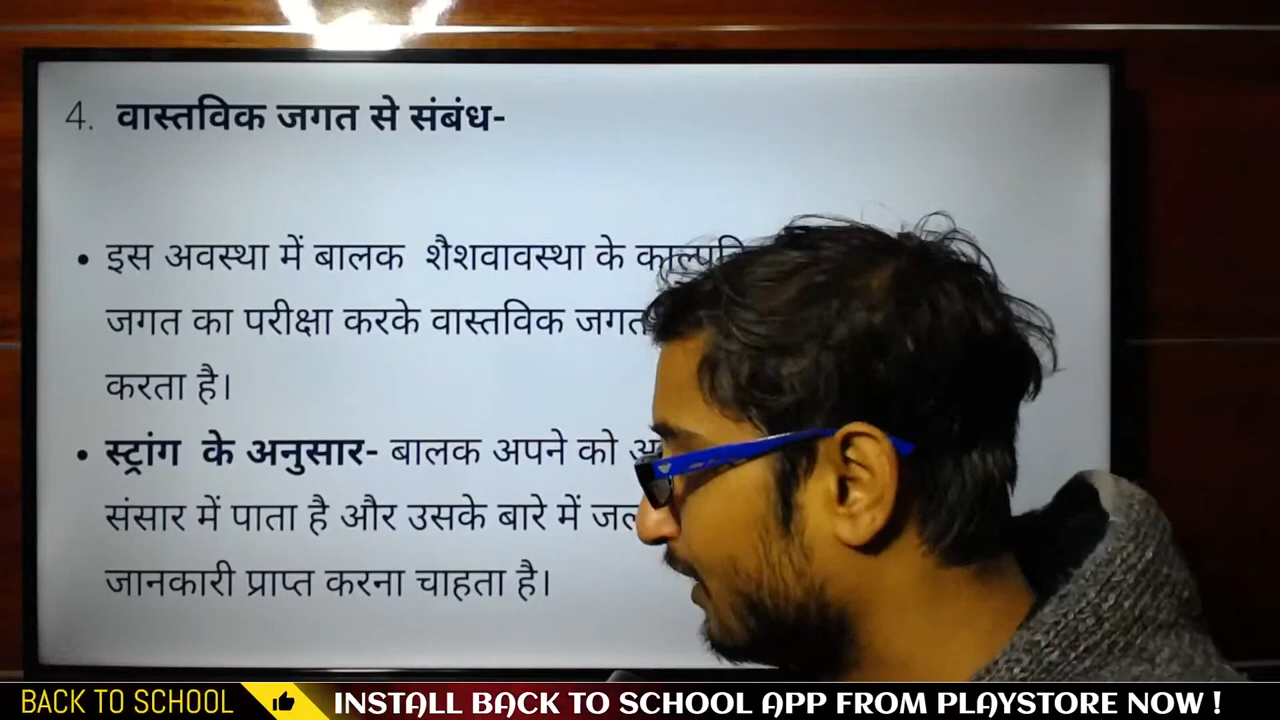 4. वास्तविक जगत से संबंध-
• इस अवस्था में बालक शैशवावस्था के
जगत का परीक्षा करके वास्तविक जगत
करता है।
• स्ट्रांग के अनुसार- बालक अपने को
संसार में पाता है और उसके बारे में
जानकारी प्राप्त करना चाहता है।
BACK TO SCHOOL INSTALL BACK TO SCHOOL APP FROM PLAYSTORE NOW !